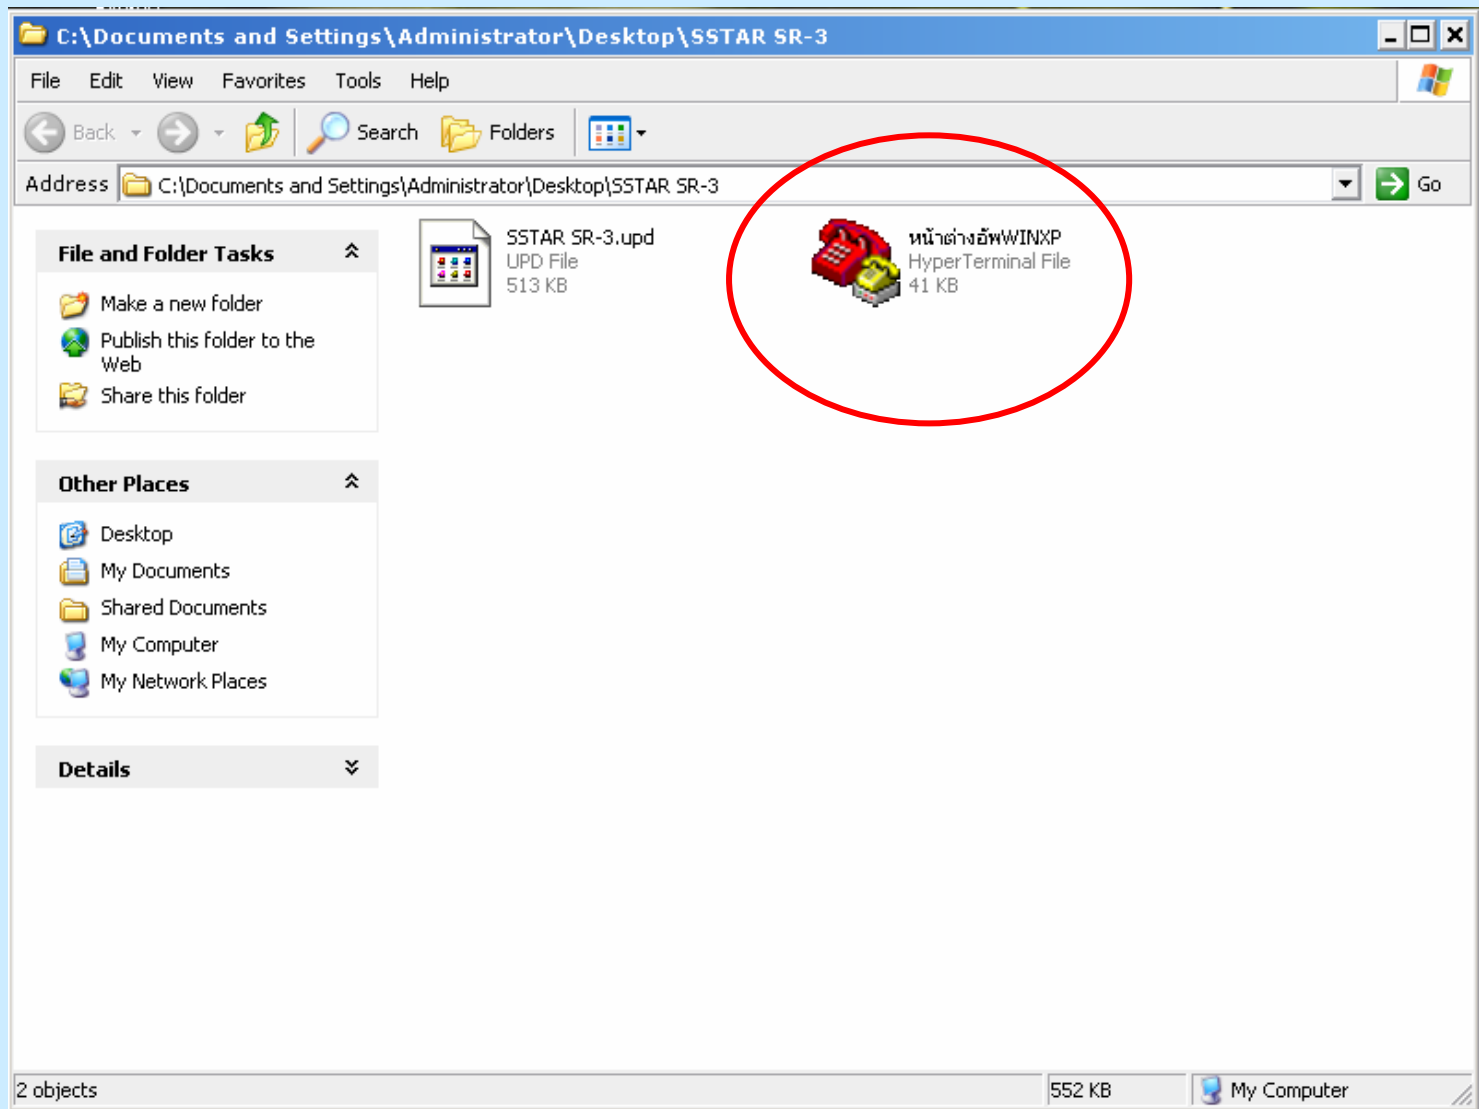 C:\Documents and Settings\Administrator\Desktop\SSTAR SR-3
File Edit View Favorites Tools Help
Back Search Folders
Address C:\Documents and Settings\Administrator\Desktop\SSTAR SR-3 Go
File and Folder Tasks
Make a new folder
Publish this folder to the
Web
Share this folder
Other Places
Desktop
My Documents
Shared Documents
My Computer
My Network Places
Details
SSTAR SR-3.upd
UPD File
513 KB
หน้าต่างอัพWINXP
HyperTerminal File
41 KB
2 objects 552 KB My Computer